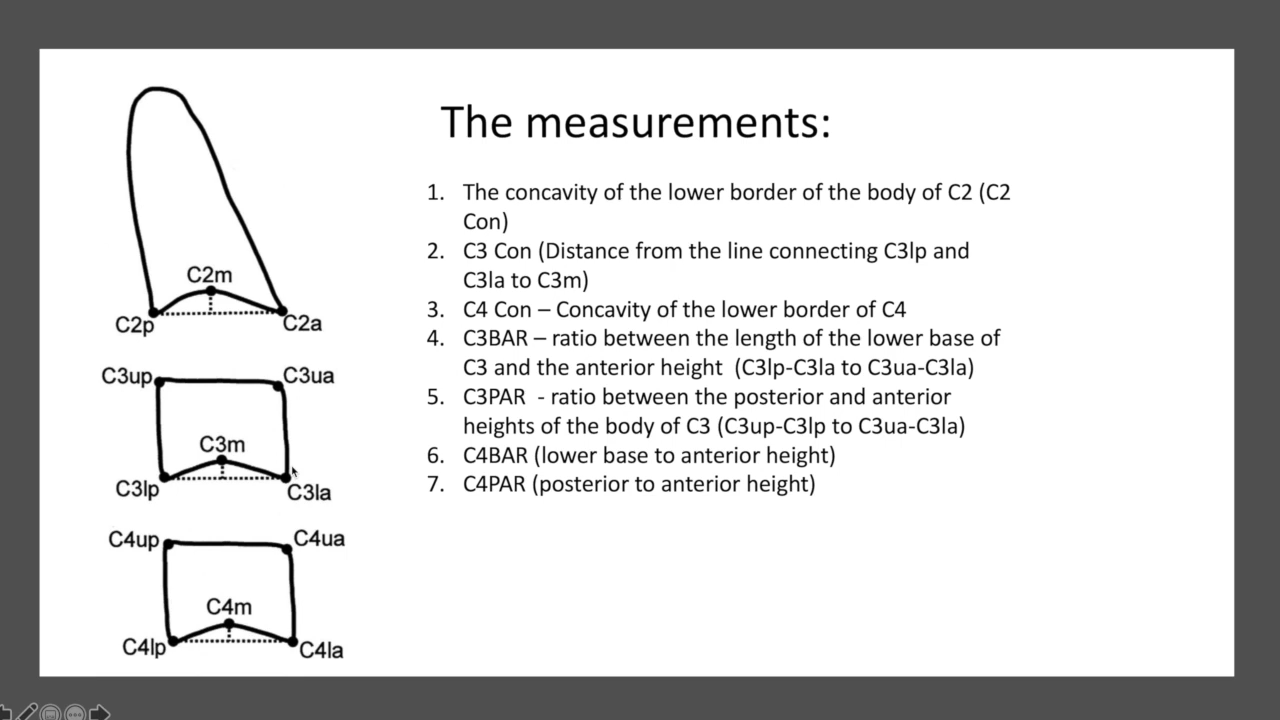 The measurements:
1. The concavity of the lower border of the body of C2 (C2
Con)
2. C3 Con (Distance from the line connecting C3lp and
C3la to C3m)
3. C4 Con – Concavity of the lower border of C4
4. C3BAR – ratio between the length of the lower base of
C3 and the anterior height (C3lp-C3la to C3ua-C3la)
5. C3PAR - ratio between the posterior and anterior
heights of the body of C3 (C3up-C3lp to C3ua-C3la)
6. C4BAR (lower base to anterior height)
7. C4PAR (posterior to anterior height)
C2m
C2p
C2a
C3up
C3ua
C3m
C3lp
C3la
C4up
C4ua
C4m
C4lp
C4la